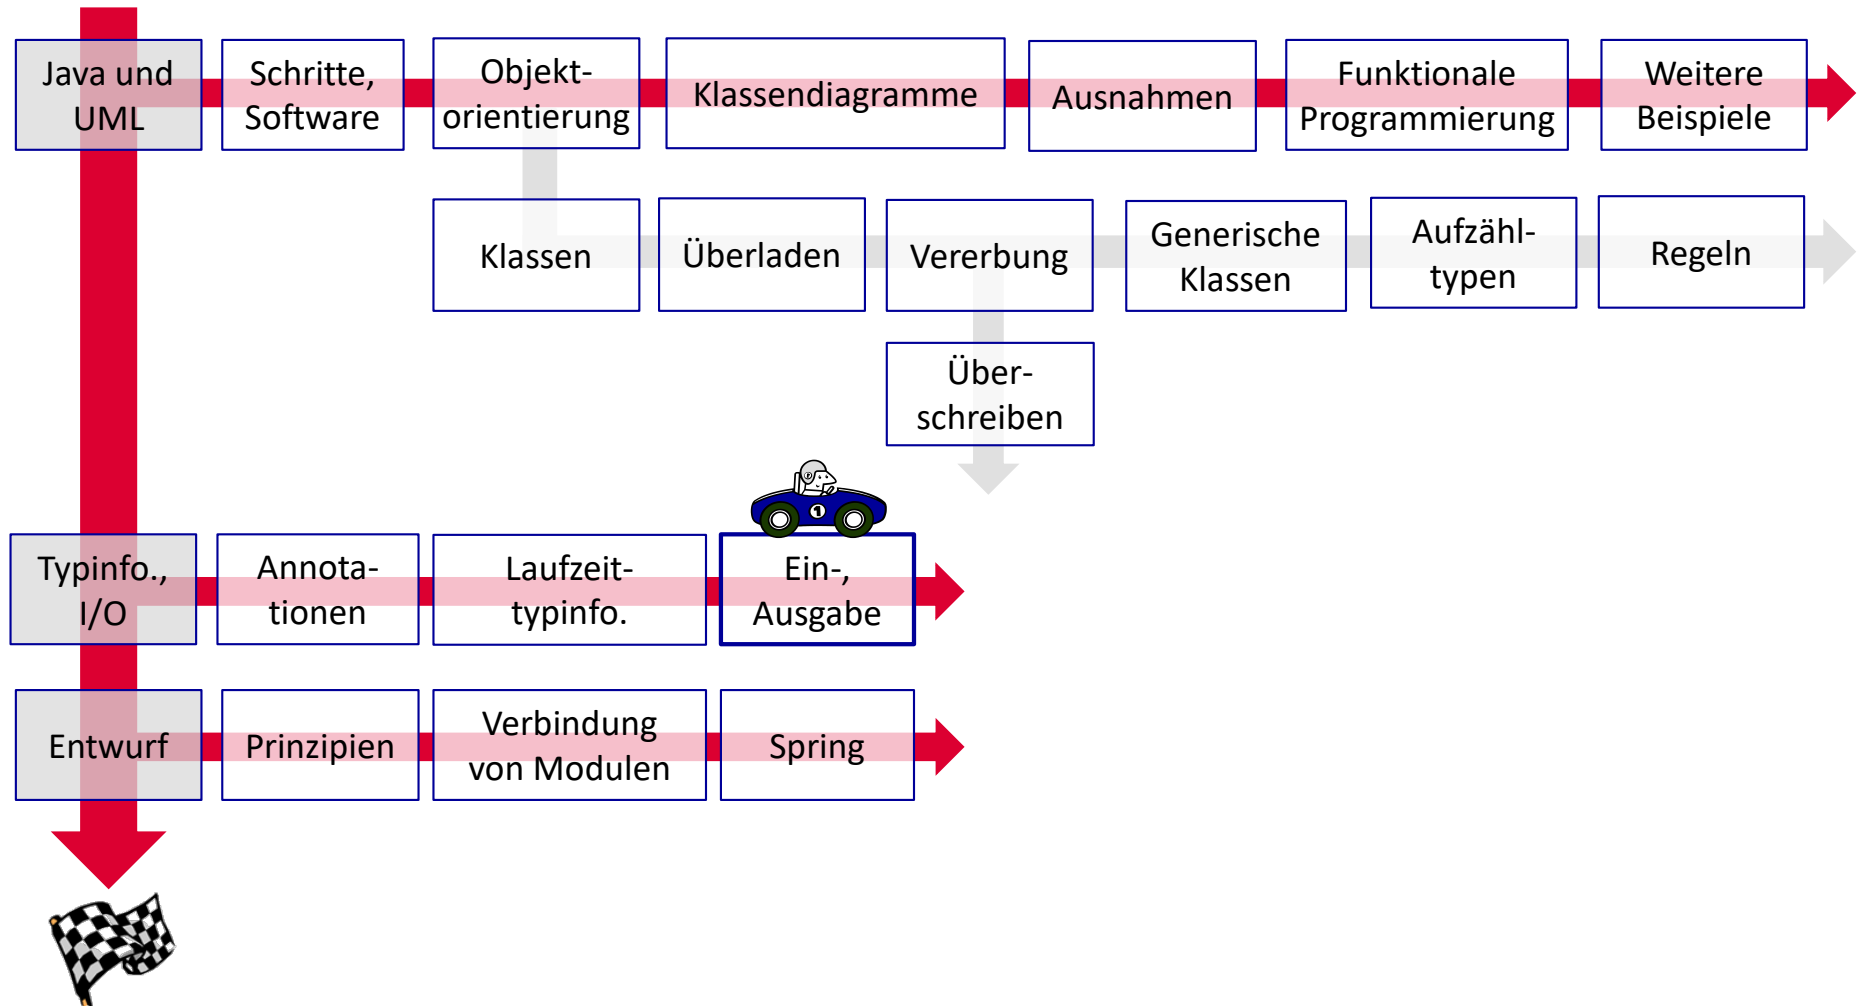 Java und
UML
Schritte,
Software
Objekt-
orientierung
Klassendiagramme
Ausnahmen
Funktionale
Programmierung
Weitere
Beispiele
Klassen
Überladen
Vererbung
Generische
Klassen
Aufzähl-
typen
Regeln
Über-
schreiben
1
Typinfo.,
I/O
Annota-
tionen
Laufzeit-
typinfo.
Ein-,
Ausgabe
Entwurf
Prinzipien
Verbindung
von Modulen
Spring